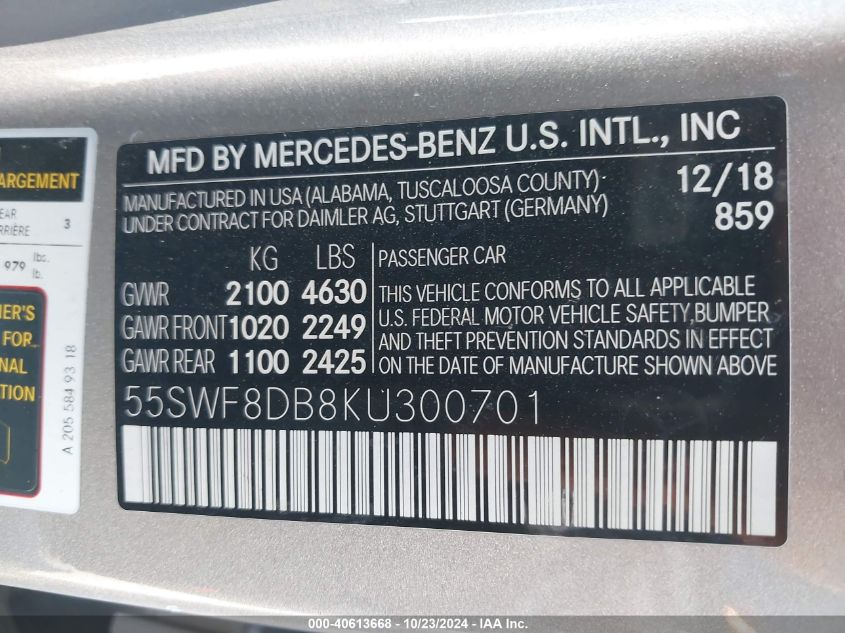 ARGEMENT
EAR
RRIÈRE 3
979 lbs.
lb.
ER'S
FOR
NAL
TION
A 205 584 93 18
MFD BY MERCEDES-BENZ U.S. INTL., INC
MANUFACTURED IN USA (ALABAMA, TUSCALOOSA COUNTY) 12/18
UNDER CONTRACT FOR DAIMLER AG, STUTTGART (GERMANY) 859
KG LBS PASSENGER CAR
GVWR 2100 4630
GAWR FRONT 1020 2249
GAWR REAR 1100 2425
THIS VEHICLE CONFORMS TO ALL APPLICABLE
U.S. FEDERAL MOTOR VEHICLE SAFETY, BUMPER
AND THEFT PREVENTION STANDARDS IN EFFECT
ON THE DATE OF MANUFACTURE SHOWN ABOVE
55SWF8DB8KU300701
000-40613668 - 10/23/2024 - IAA Inc.